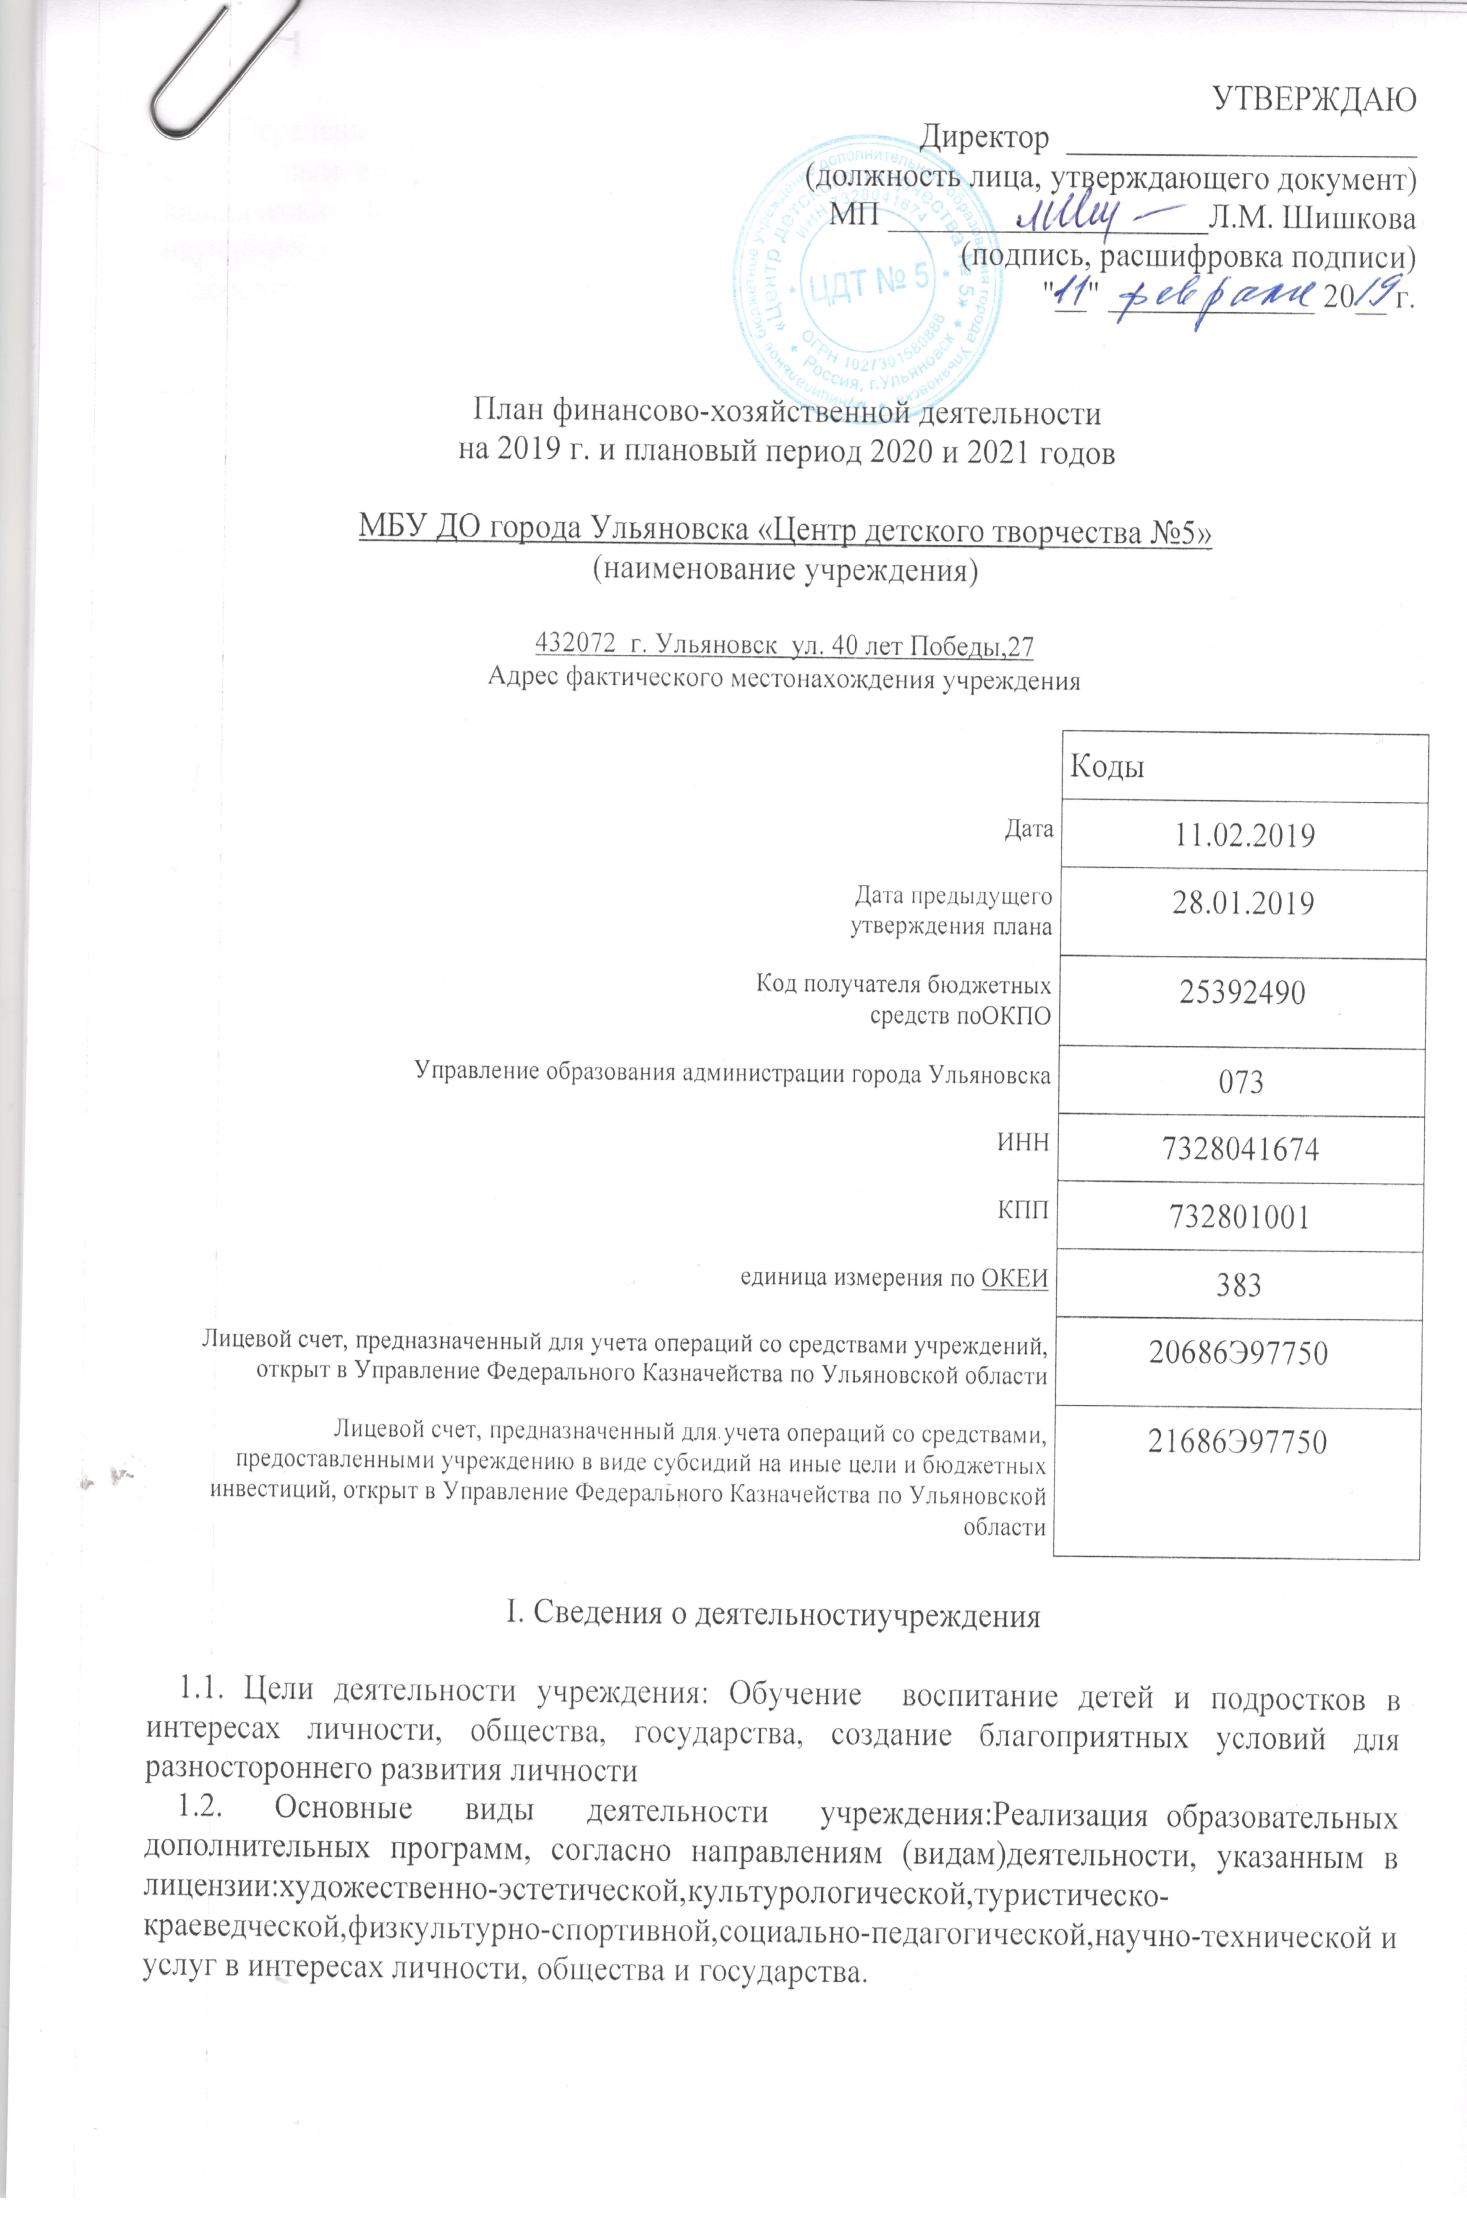 УТВЕРЖДАЮ
Директор ______________________
(должность лица, утверждающего документ)
МП ____________________Л.М. Шишкова
(подпись, расшифровка подписи)
"11" февраля 2019 г.
ЦДТ № 5
ИНН 7328041674
ОГРН 1027301580888
Россия, г.Ульяновск
План финансово-хозяйственной деятельности
на 2019 г. и плановый период 2020 и 2021 годов
МБУ ДО города Ульяновска «Центр детского творчества №5»
(наименование учреждения)
432072 г. Ульяновск ул. 40 лет Победы,27
Адрес фактического местонахождения учреждения
Коды
Дата 11.02.2019
Дата предыдущего 28.01.2019
утверждения плана
Код получателя бюджетных 25392490
средств поОКПО
Управление образования администрации города Ульяновска 073
ИНН 7328041674
КПП 732801001
единица измерения по ОКЕИ 383
Лицевой счет, предназначенный для учета операций со средствами учреждений, 20686Э97750
открыт в Управление Федерального Казначейства по Ульяновской области
Лицевой счет, предназначенный для учета операций со средствами, 21686Э97750
предоставленными учреждению в виде субсидий на иные цели и бюджетных
инвестиций, открыт в Управление Федерального Казначейства по Ульяновской
области
I. Сведения о деятельностиучреждения
1.1. Цели деятельности учреждения: Обучение воспитание детей и подростков в
интересах личности, общества, государства, создание благоприятных условий для
разностороннего развития личности
1.2. Основные виды деятельности учреждения:Реализация образовательных
дополнительных программ, согласно направлениям (видам)деятельности, указанным в
лицензии:художественно-эстетической,культурологической,туристическо-
краеведческой,физкультурно-спортивной,социально-педагогической,научно-технической и
услуг в интересах личности, общества и государства.